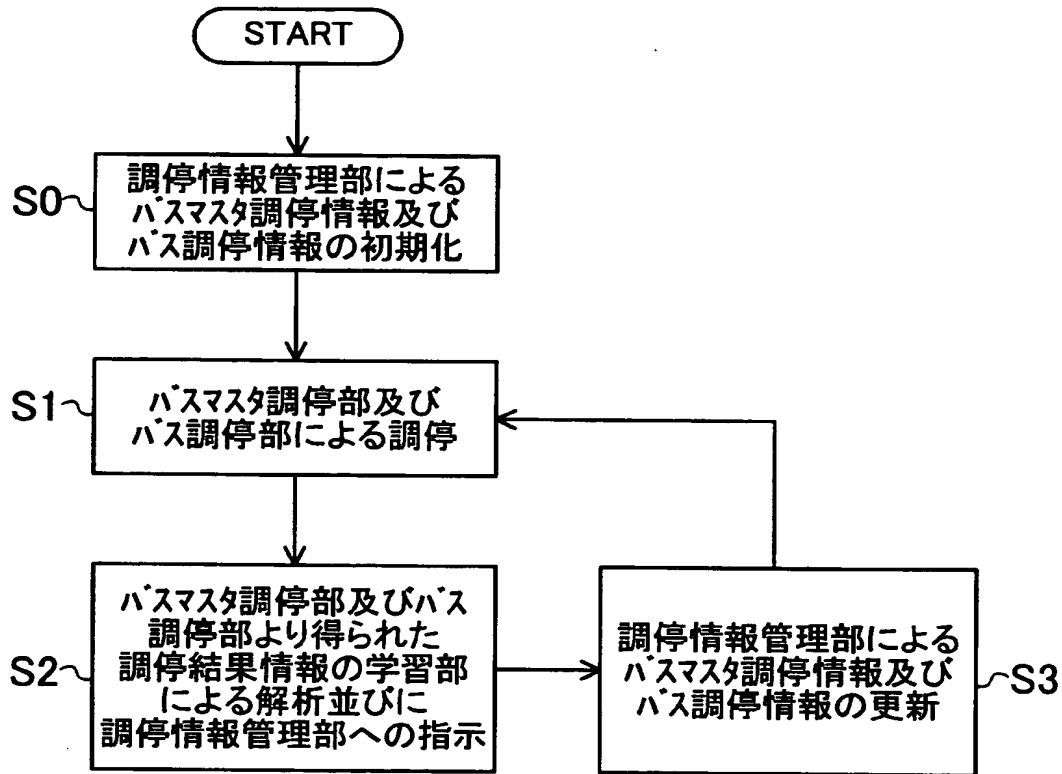 START
S0
調停情報管理部による
バスマスタ調停情報及び
バス調停情報の初期化
S1
バスマスタ調停部及び
バス調停部による調停
S2
バスマスタ調停部及びバス
調停部より得られた
調停結果情報の学習部
による解析並びに
調停情報管理部への指示
調停情報管理部による
バスマスタ調停情報及び
バス調停情報の更新
S3